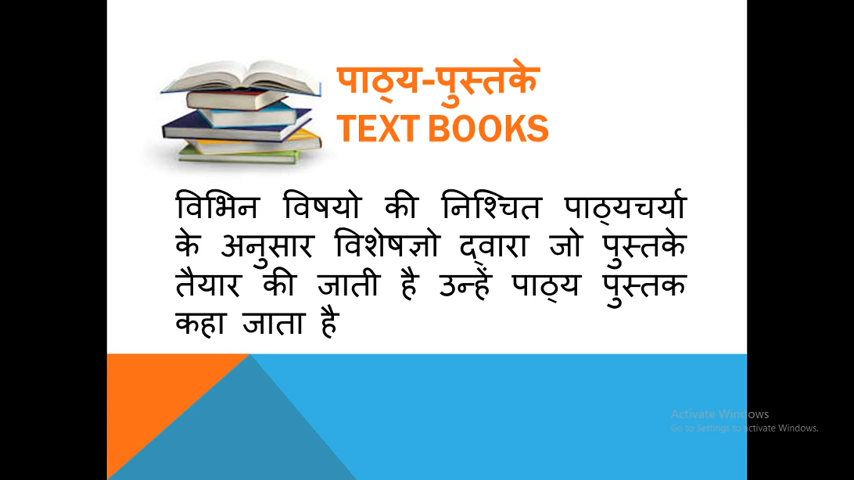 पाठ्य-पुस्तके
TEXT BOOKS
विभिन विषयो की निश्चित पाठ्यचर्या
के अनुसार विशेषज्ञो द्वारा जो पुस्तके
तैयार की जाती है उन्हें पाठ्य पुस्तक
कहा जाता है
Activate Windows
Go to Settings to activate Windows.